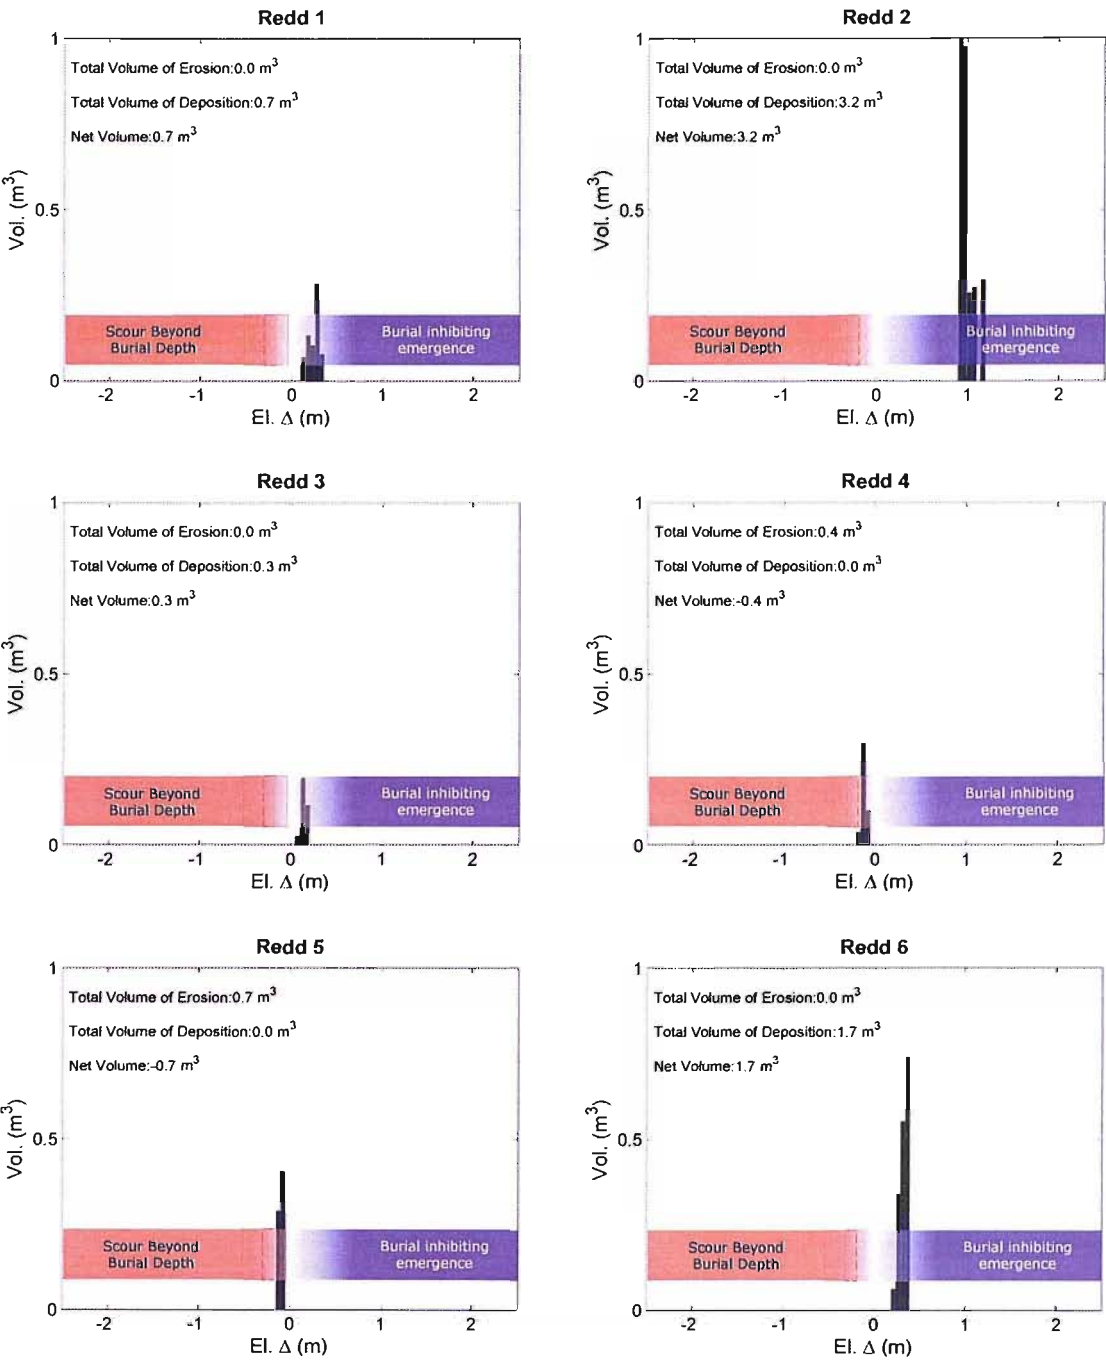 Redd 1
1
Total Volume of Erosion:0.0 m³
Total Volume of Deposition:0.7 m³
Net Volume:0.7 m³
Vol. (m³)
0.5
Scour Beyond
Burial Depth
Burial inhibiting
emergence
0
-2 -1 0 1 2
El. Δ (m)
Redd 2
1
Total Volume of Erosion:0.0 m³
Total Volume of Deposition:3.2 m³
Net Volume:3.2 m³
Vol. (m³)
0.5
Scour Beyond
Burial Depth
Burial inhibiting
emergence
0
-2 -1 0 1 2
El. Δ (m)
Redd 3
1
Total Volume of Erosion:0.0 m³
Total Volume of Deposition:0.3 m³
Net Volume:0.3 m³
Vol. (m³)
0.5
Scour Beyond
Burial Depth
Burial inhibiting
emergence
0
-2 -1 0 1 2
El. Δ (m)
Redd 4
1
Total Volume of Erosion:0.4 m³
Total Volume of Deposition:0.0 m³
Net Volume:-0.4 m³
Vol. (m³)
0.5
Scour Beyond
Burial Depth
Burial inhibiting
emergence
0
-2 -1 0 1 2
El. Δ (m)
Redd 5
1
Total Volume of Erosion:0.7 m³
Total Volume of Deposition:0.0 m³
Net Volume:-0.7 m³
Vol. (m³)
0.5
Scour Beyond
Burial Depth
Burial inhibiting
emergence
0
-2 -1 0 1 2
El. Δ (m)
Redd 6
1
Total Volume of Erosion:0.0 m³
Total Volume of Deposition:1.7 m³
Net Volume:1.7 m³
Vol. (m³)
0.5
Scour Beyond
Burial Depth
Burial inhibiting
emergence
0
-2 -1 0 1 2
El. Δ (m)